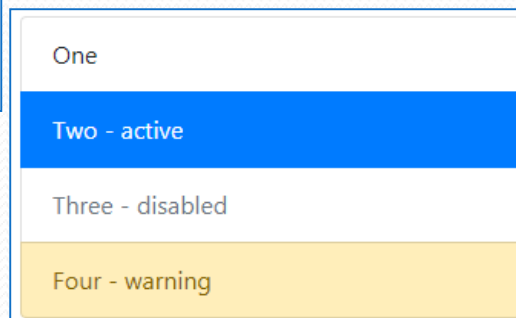 One
Two - active
Three - disabled
Four - warning